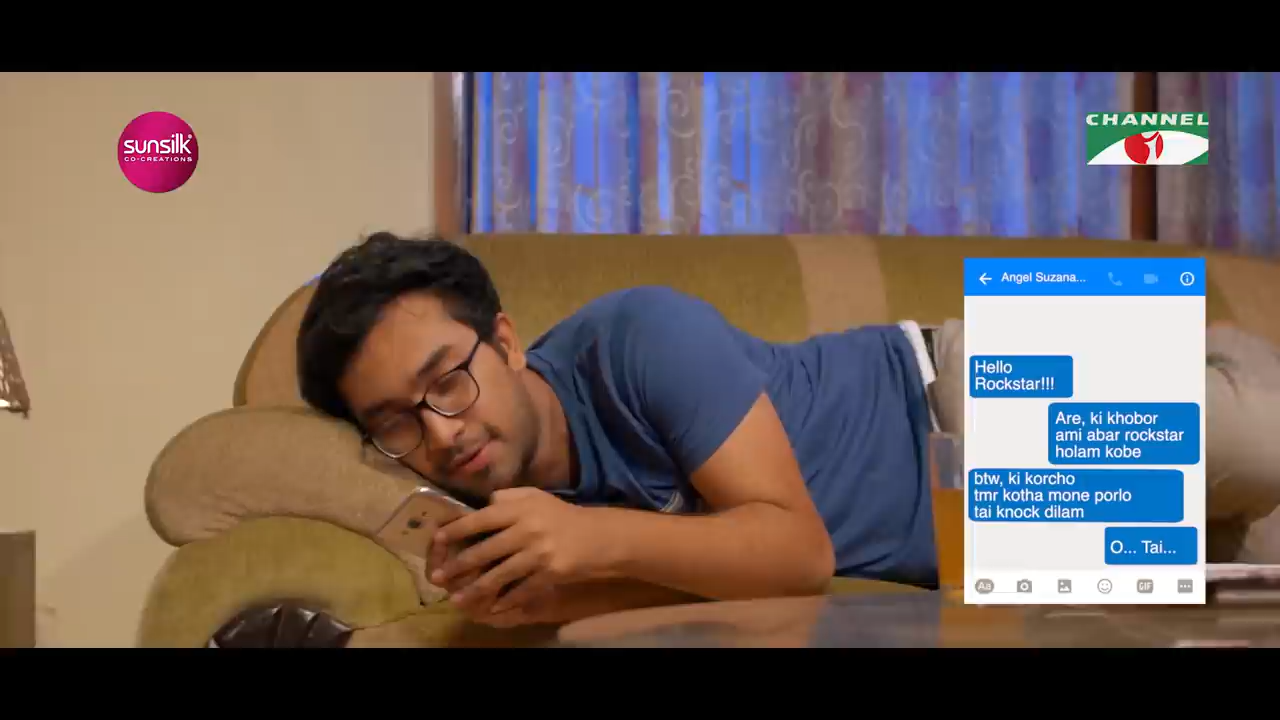 sunsilk
CO-CREATIONS
CHANNEL
Angel Suzana...
Hello
Rockstar!!!
Are, ki khobor
ami abar rockstar
holam kobe
btw, ki korcho
tmr kotha mone porlo
tai knock dilam
O... Tai...
Aa
GIF